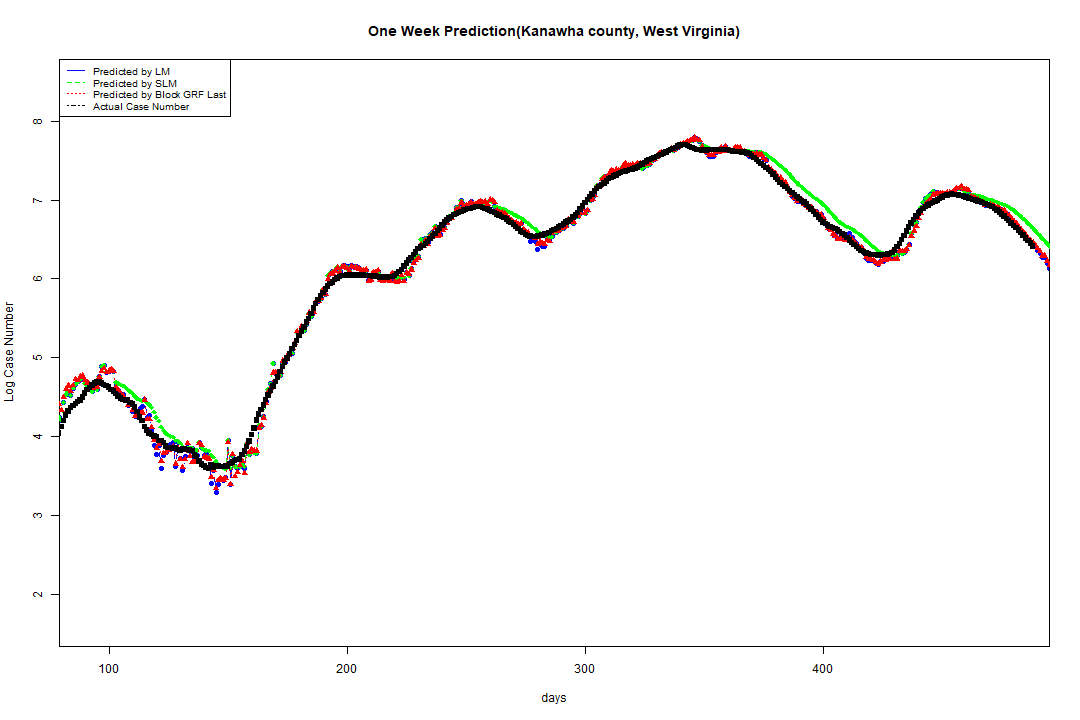 One Week Prediction(Kanawha county, West Virginia)
Predicted by LM
Predicted by SLM
Predicted by Block GRF Last
Actual Case Number
Log Case Number
8
7
6
5
4
3
2
100 200 300 400
days